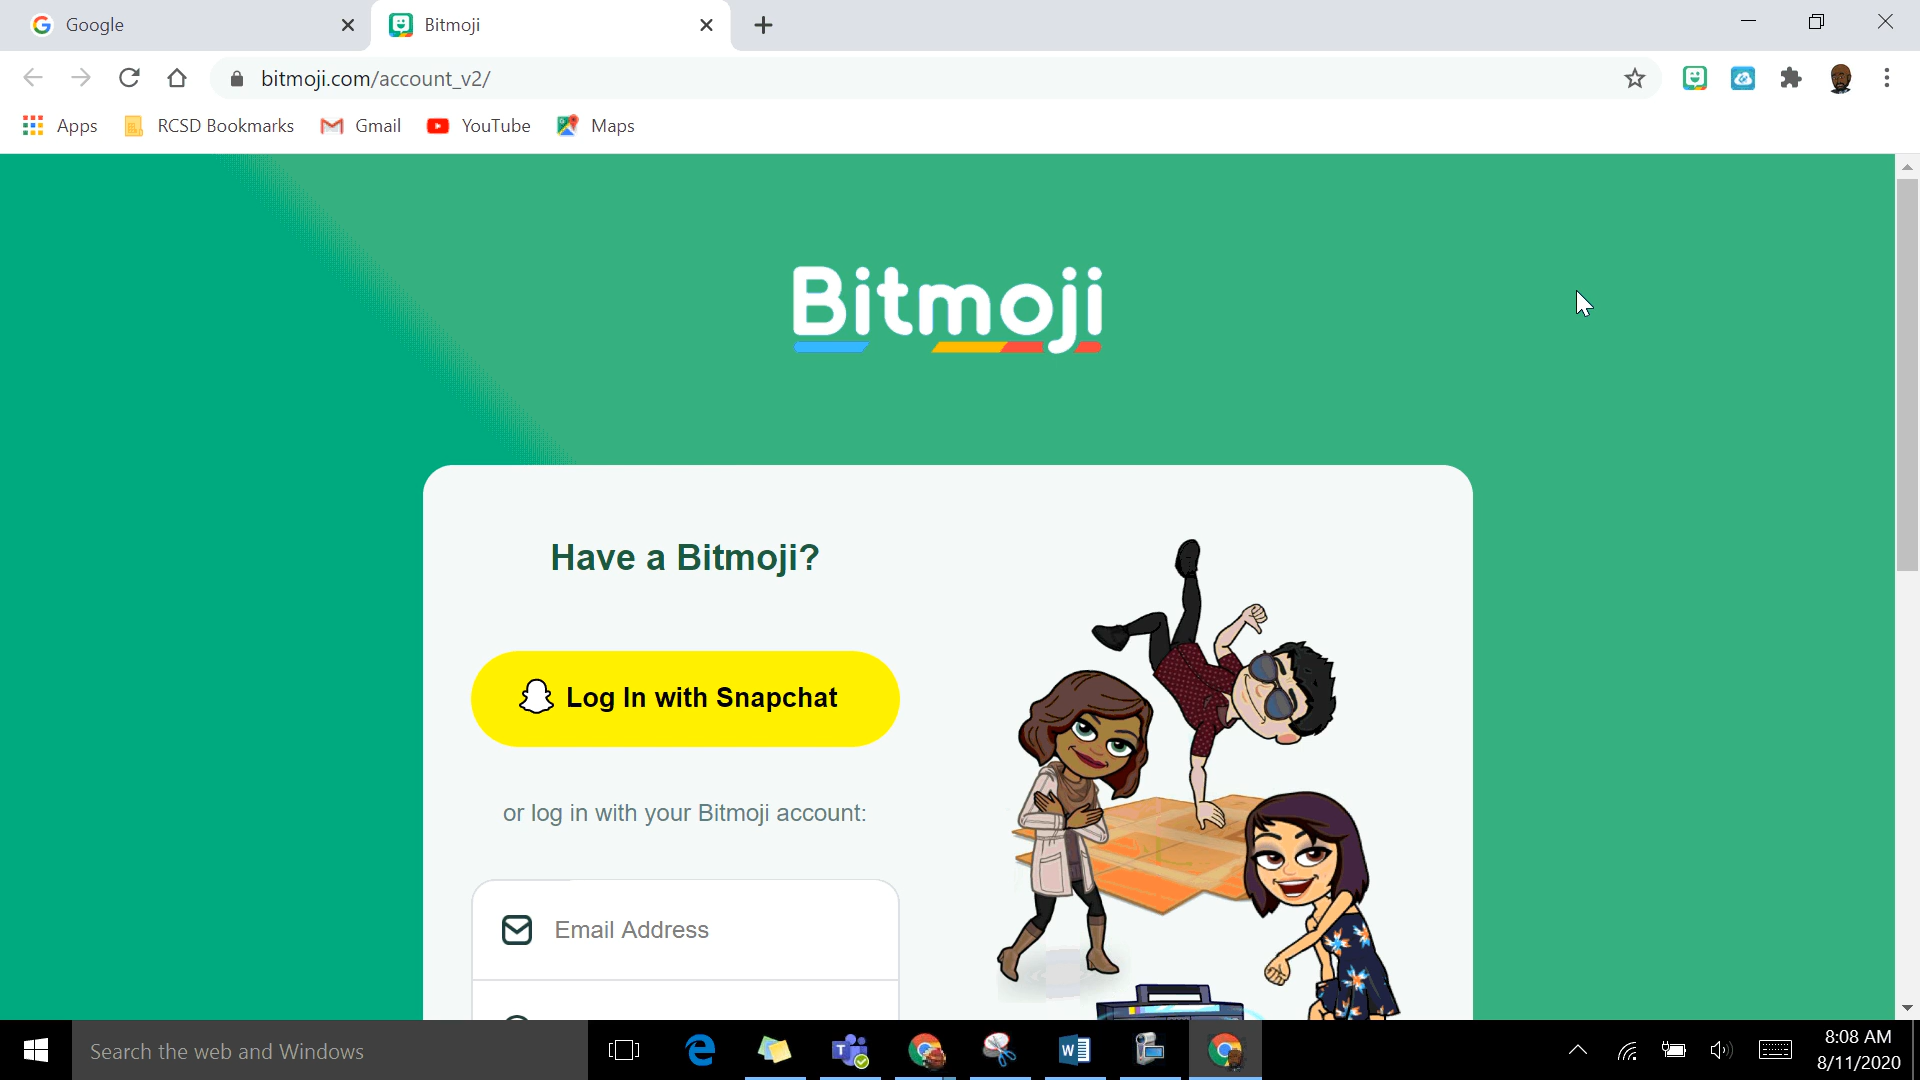 Google
Bitmoji
bitmoji.com/account_v2/
Apps
RCSD Bookmarks
Gmail
YouTube
Maps
Bitmoji
Have a Bitmoji?
Log In with Snapchat
or log in with your Bitmoji account:
Email Address
Search the web and Windows
8:08 AM
8/11/2020